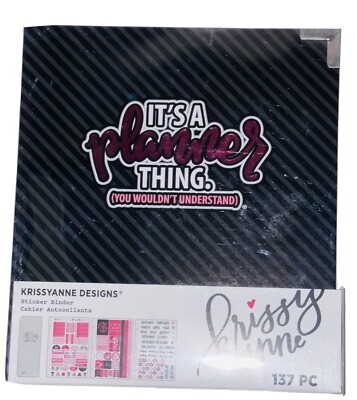 IT'S A
planner
THING.
(YOU WOULDN'T UNDERSTAND)
KRISSYANNE DESIGNS®
Sticker Binder
Cahier Autocollants
krissy
anne
137 PC